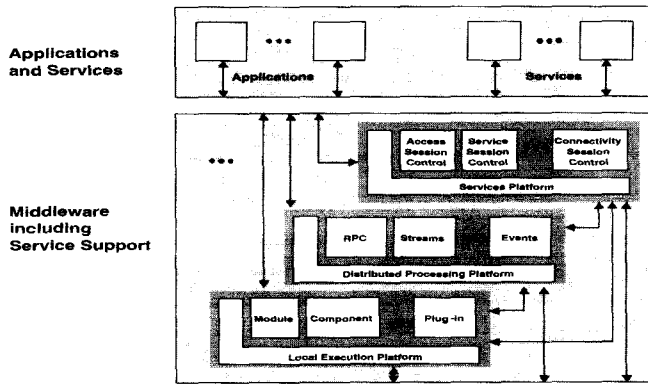 Applications
and Services
Applications
Services
Middleware
including
Service Support
Access
Session
Control
Service
Session
Control
Connectivity
Session
Control
Services Platform
RPC
Streams
Events
Distributed Processing Platform
Module
Component
Plug-in
Local Execution Platform